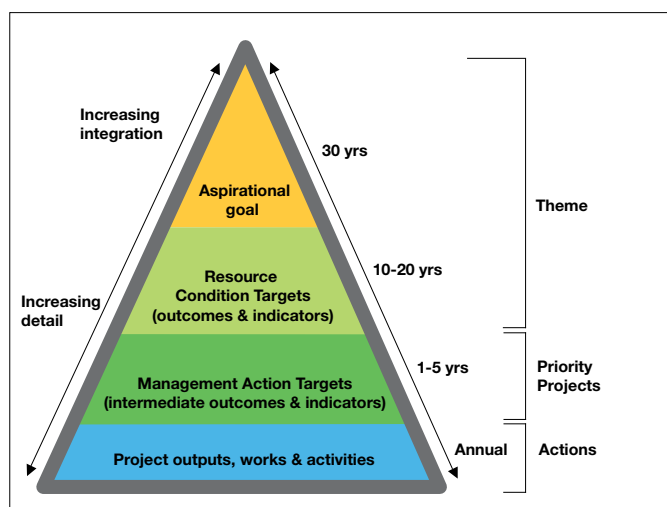 Increasing
integration
30 yrs
Aspirational
goal
Theme
10-20 yrs
Resource
Condition Targets
(outcomes & indicators)
Increasing
detail
1-5 yrs
Priority
Projects
Management Action Targets
(intermediate outcomes & indicators)
Annual
Actions
Project outputs, works & activities